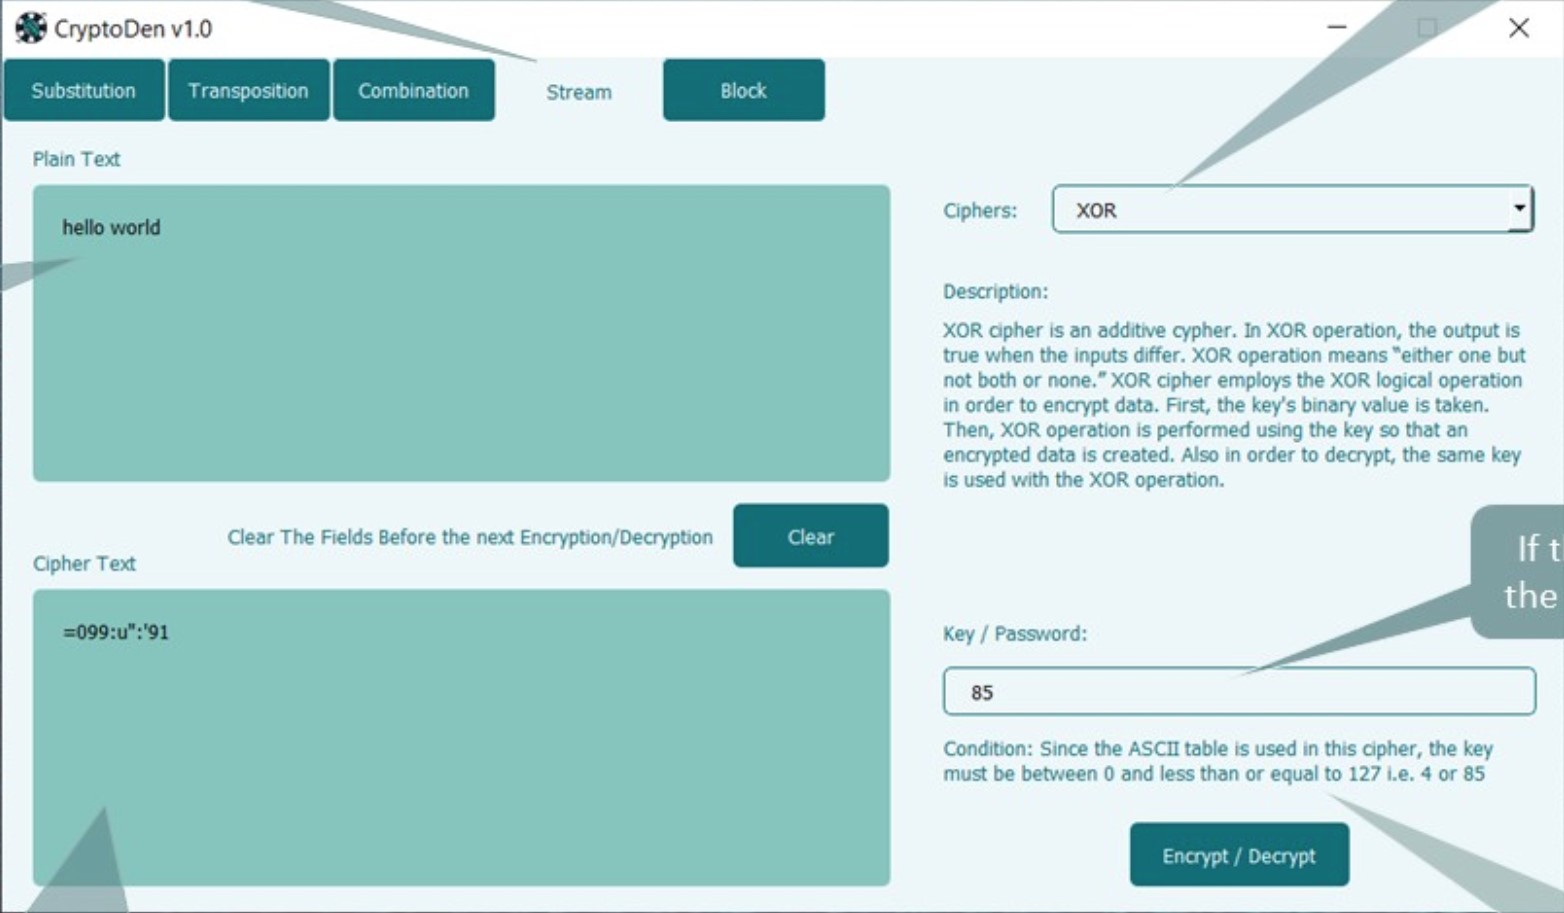 CryptoDen v1.0
Substitution Transposition Combination Stream Block
Plain Text
hello world
Ciphers: XOR
Description:
XOR cipher is an additive cypher. In XOR operation, the output is
true when the inputs differ. XOR operation means “either one but
not both or none.” XOR cipher employs the XOR logical operation
in order to encrypt data. First, the key's binary value is taken.
Then, XOR operation is performed using the key so that an
encrypted data is created. Also in order to decrypt, the same key
is used with the XOR operation.
Clear The Fields Before the next Encryption/Decryption Clear
Cipher Text
=099:u":'91
If
the
Key / Password:
85
Condition: Since the ASCII table is used in this cipher, the key
must be between 0 and less than or equal to 127 i.e. 4 or 85
Encrypt / Decrypt